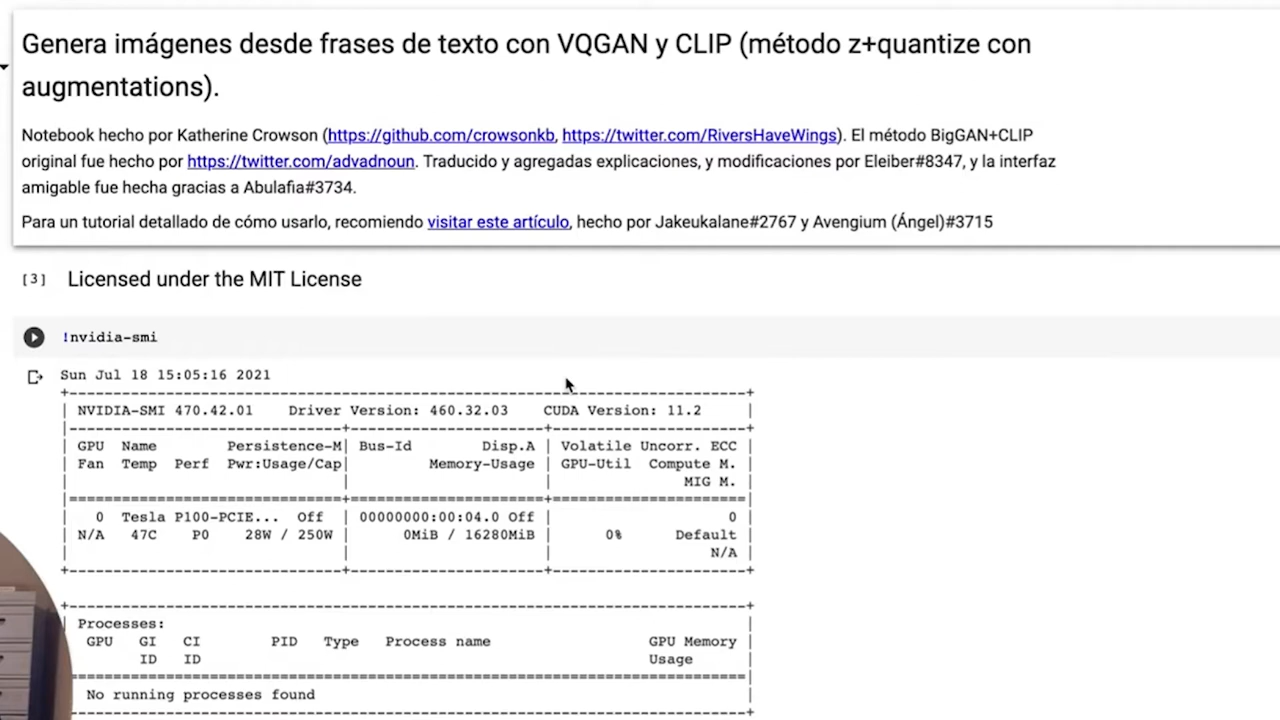 Genera imágenes desde frases de texto con VQGAN y CLIP (método z+quantize con
augmentations).
Notebook hecho por Katherine Crowson (https://github.com/crowsonkb, https://twitter.com/RiversHaveWings). El método BigGAN+CLIP
original fue hecho por https://twitter.com/advadnoun. Traducido y agregadas explicaciones, y modificaciones por Eleiber#8347, y la interfaz
amigable fue hecha gracias a Abulafia#3734.
Para un tutorial detallado de cómo usarlo, recomiendo visitar este artículo, hecho por Jakeukalane#2767 y Avengium (Ángel)#3715
[3] Licensed under the MIT License
!nvidia-smi
Sun Jul 18 15:05:16 2021
NVIDIA-SMI 470.42.01 Driver Version: 460.32.03 CUDA Version: 11.2
GPU Name Persistence-M| Bus-Id Disp.A | Volatile Uncorr. ECC
Fan Temp Perf Pwr:Usage/Cap| Memory-Usage | GPU-Util Compute M.
MIG M.
0 Tesla P100-PCIE... Off | 00000000:00:04.0 Off | 0
N/A 47C P0 28W / 250W | 0MiB / 16280MiB | 0% Default
N/A
Processes:
GPU GI CI PID Type Process name GPU Memory
ID ID Usage
No running processes found